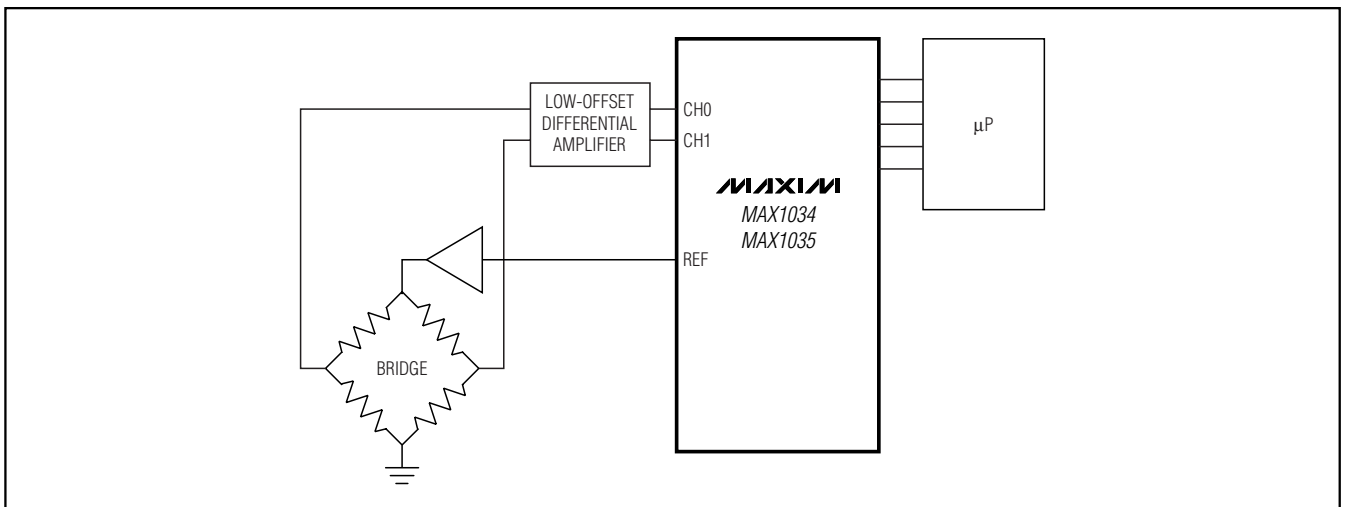 LOW-OFFSET
DIFFERENTIAL
AMPLIFIER
CH0
CH1
MAXIM
MAX1034
MAX1035
REF
µP
BRIDGE